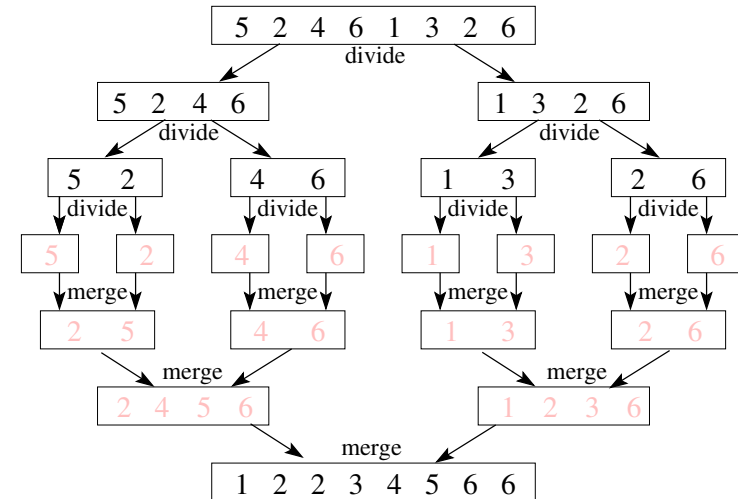 5 2 4 6 1 3 2 6
divide
5 2 4 6 1 3 2 6
divide divide
5 2 4 6 1 3 2 6
divide divide divide divide
5 2 4 6 1 3 2 6
merge merge merge merge
2 5 4 6 1 3 2 6
merge merge
2 4 5 6 1 2 3 6
merge
1 2 2 3 4 5 6 6